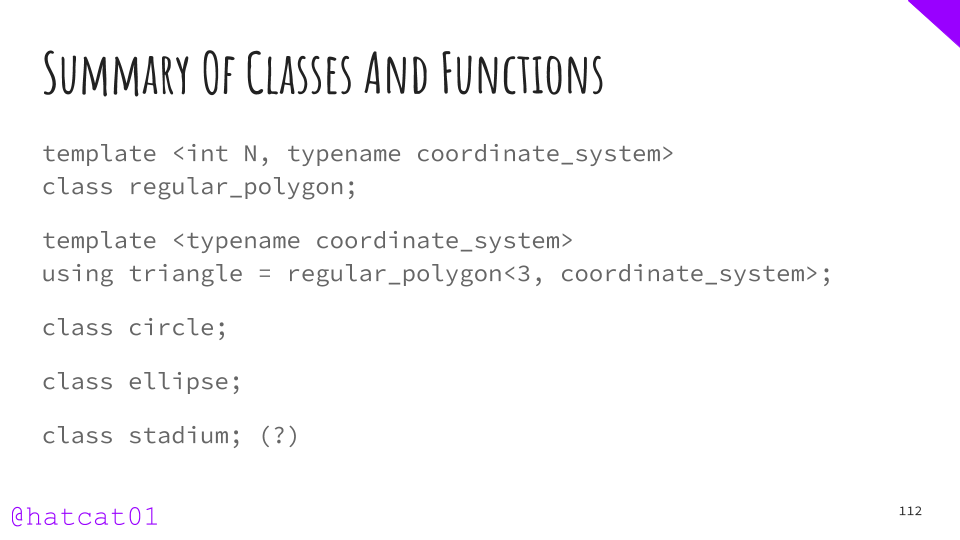 Summary Of Classes And Functions
template <int N, typename coordinate_system>
class regular_polygon;
template <typename coordinate_system>
using triangle = regular_polygon<3, coordinate_system>;
class circle;
class ellipse;
class stadium; (?)
@hatcat01
112